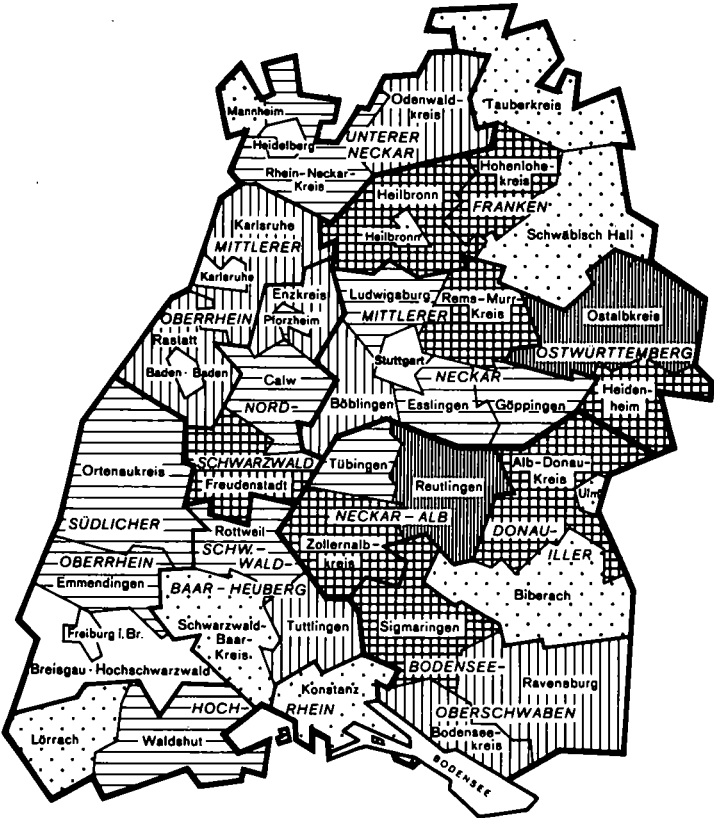 Tauberkreis
Odenwald-
kreis
Mannheim
UNTERER
NECKAR
Heidelberg
Rhein-Neckar-
Kreis
Hohenlohe-
kreis
FRANKEN
Heilbronn
Heilbronn
Schwäbisch Hall
Karlsruhe
MITTLERER
Karlsruhe
OBERRHEIN
Enzkreis
Pforzheim
Ludwigsburg
MITTLERER
Rems-Murr-
Kreis
Ostalbkreis
OSTWÜRTTEMBERG
Rastatt
Baden-Baden
Stuttgart
NECKAR
Calw
NORD-
Böblingen
Esslingen
Göppingen
Heiden-
heim
SCHWARZWALD
Freudenstadt
Tübingen
Reutlingen
Alb-Donau-
Kreis
Ulm
Ortenaukreis
SÜDLICHER
OBERRHEIN
NECKAR-ALB
DONAU-
ILLER
Rottweil
SCHW.-
WALD-
Zollernalb-
kreis
Emmendingen
BAAR-HEUBERG
Biberach
Freiburg i. Br.
Schwarzwald-
Baar-
Kreis
Tuttlingen
Sigmaringen
Breisgau-Hochschwarzwald
BODENSEE-
Konstanz
Ravensburg
HOCH-
RHEIN
OBERSCHWABEN
Bodensee-
kreis
Lörrach
Waldshut
BODENSEE